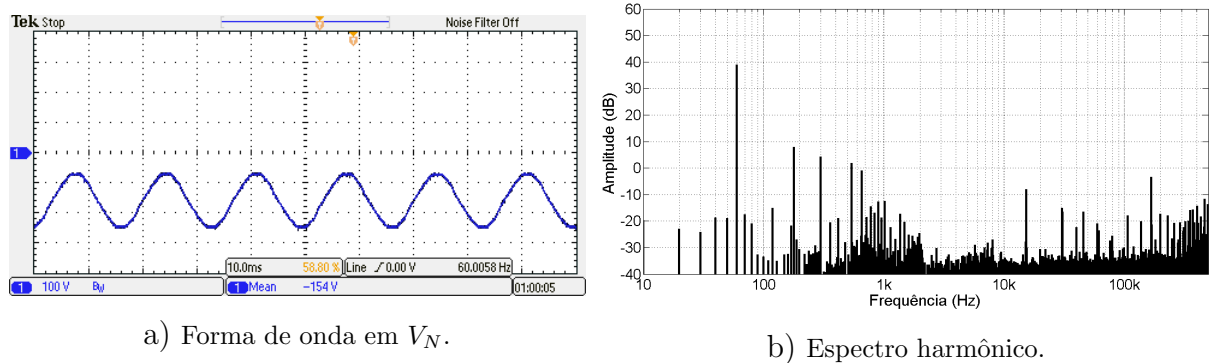 Tek Stop
Noise Filter Off
T
T
1
10.0ms 58.80 %
Line ⌡ 0.00 V 60.0058 Hz
1 100 V BW
1 Mean −154 V
01:00:05
a) Forma de onda em V_N.
60
50
40
30
20
10
0
-10
-20
-30
-40
Amplitude (dB)
10 100 1k 10k 100k
Frequência (Hz)
b) Espectro harmônico.